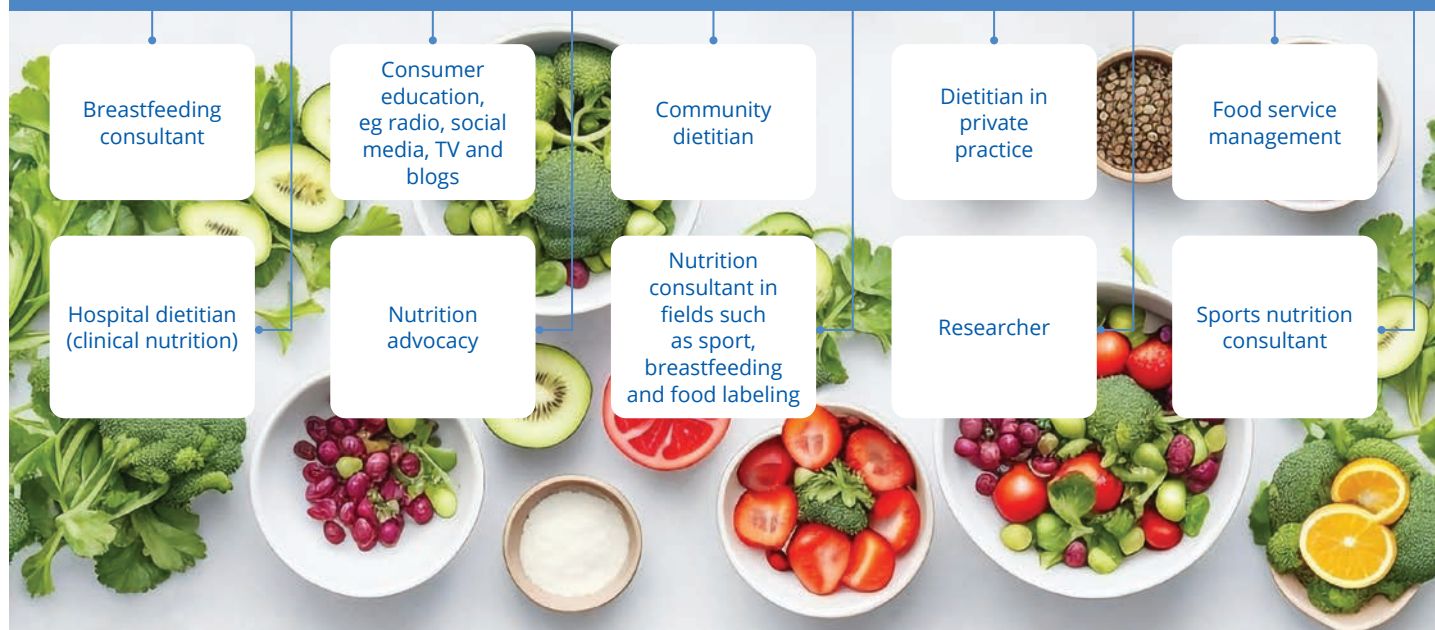 Breastfeeding
consultant
Consumer
education,
eg radio, social
media, TV and
blogs
Community
dietitian
Dietitian in
private
practice
Food service
management
Hospital dietitian
(clinical nutrition)
Nutrition
advocacy
Nutrition
consultant in
fields such
as sport,
breastfeeding
and food labeling
Researcher
Sports nutrition
consultant